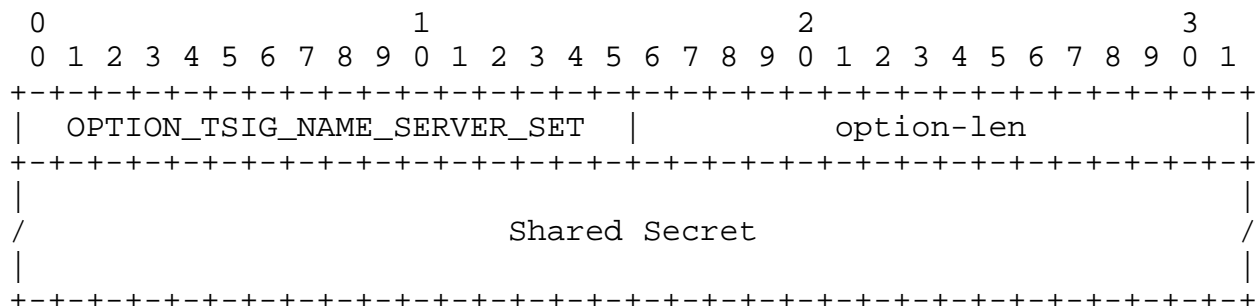 0                   1                   2                   3
 0 1 2 3 4 5 6 7 8 9 0 1 2 3 4 5 6 7 8 9 0 1 2 3 4 5 6 7 8 9 0 1
+-+-+-+-+-+-+-+-+-+-+-+-+-+-+-+-+-+-+-+-+-+-+-+-+-+-+-+-+-+-+-+-+
|  OPTION_TSIG_NAME_SERVER_SET  |          option-len           |
+-+-+-+-+-+-+-+-+-+-+-+-+-+-+-+-+-+-+-+-+-+-+-+-+-+-+-+-+-+-+-+-+
|                                                               |
/                         Shared Secret                         /
|                                                               |
+-+-+-+-+-+-+-+-+-+-+-+-+-+-+-+-+-+-+-+-+-+-+-+-+-+-+-+-+-+-+-+-+